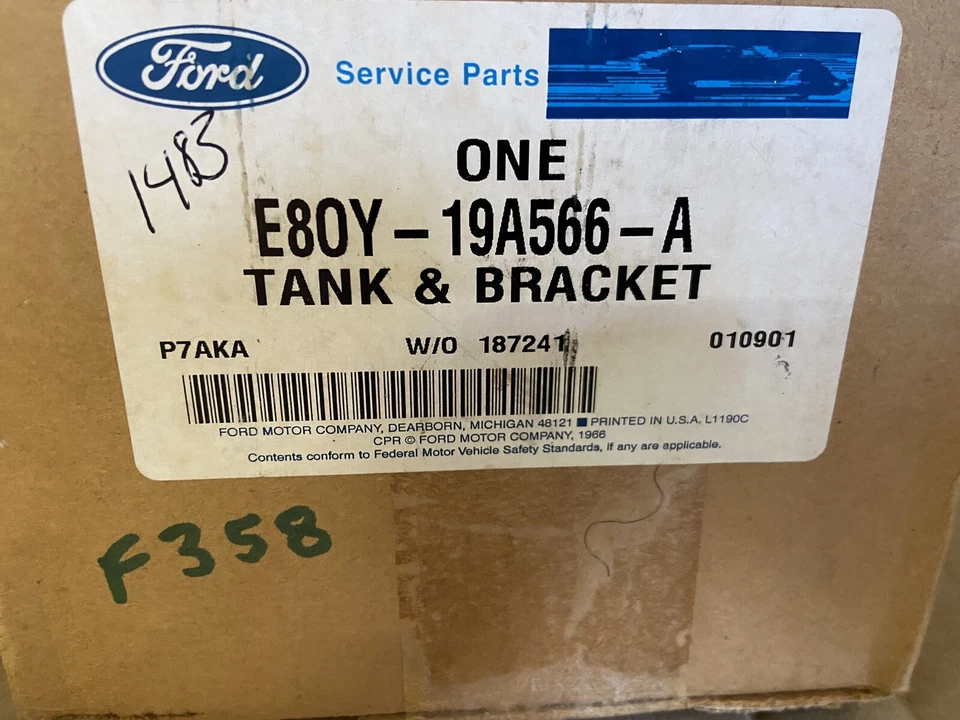 Ford
Service Parts
1483
ONE
E8OY-19A566-A
TANK & BRACKET
P7AKA W/O 187241 010901
FORD MOTOR COMPANY, DEARBORN, MICHIGAN 48121 ■ PRINTED IN U.S.A. L1190C
CPR © FORD MOTOR COMPANY, 1966
Contents conform to Federal Motor Vehicle Safety Standards, if any are applicable.
F358